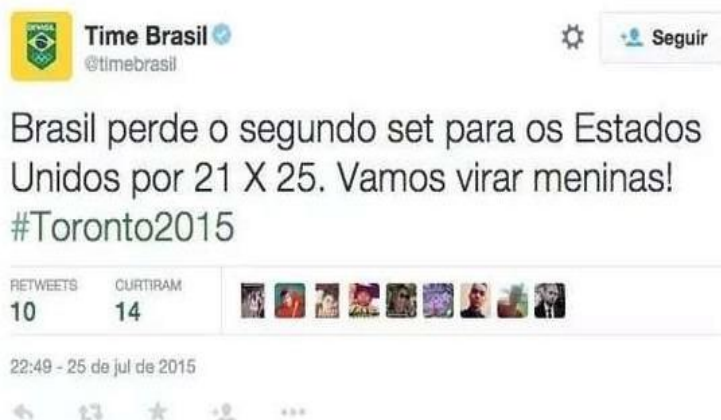 BRASIL
Time Brasil
@timebrasil
Seguir
Brasil perde o segundo set para os Estados
Unidos por 21 X 25. Vamos virar meninas!
#Toronto2015
RETWEETS CURTIRAM
10 14
22:49 - 25 de jul de 2015